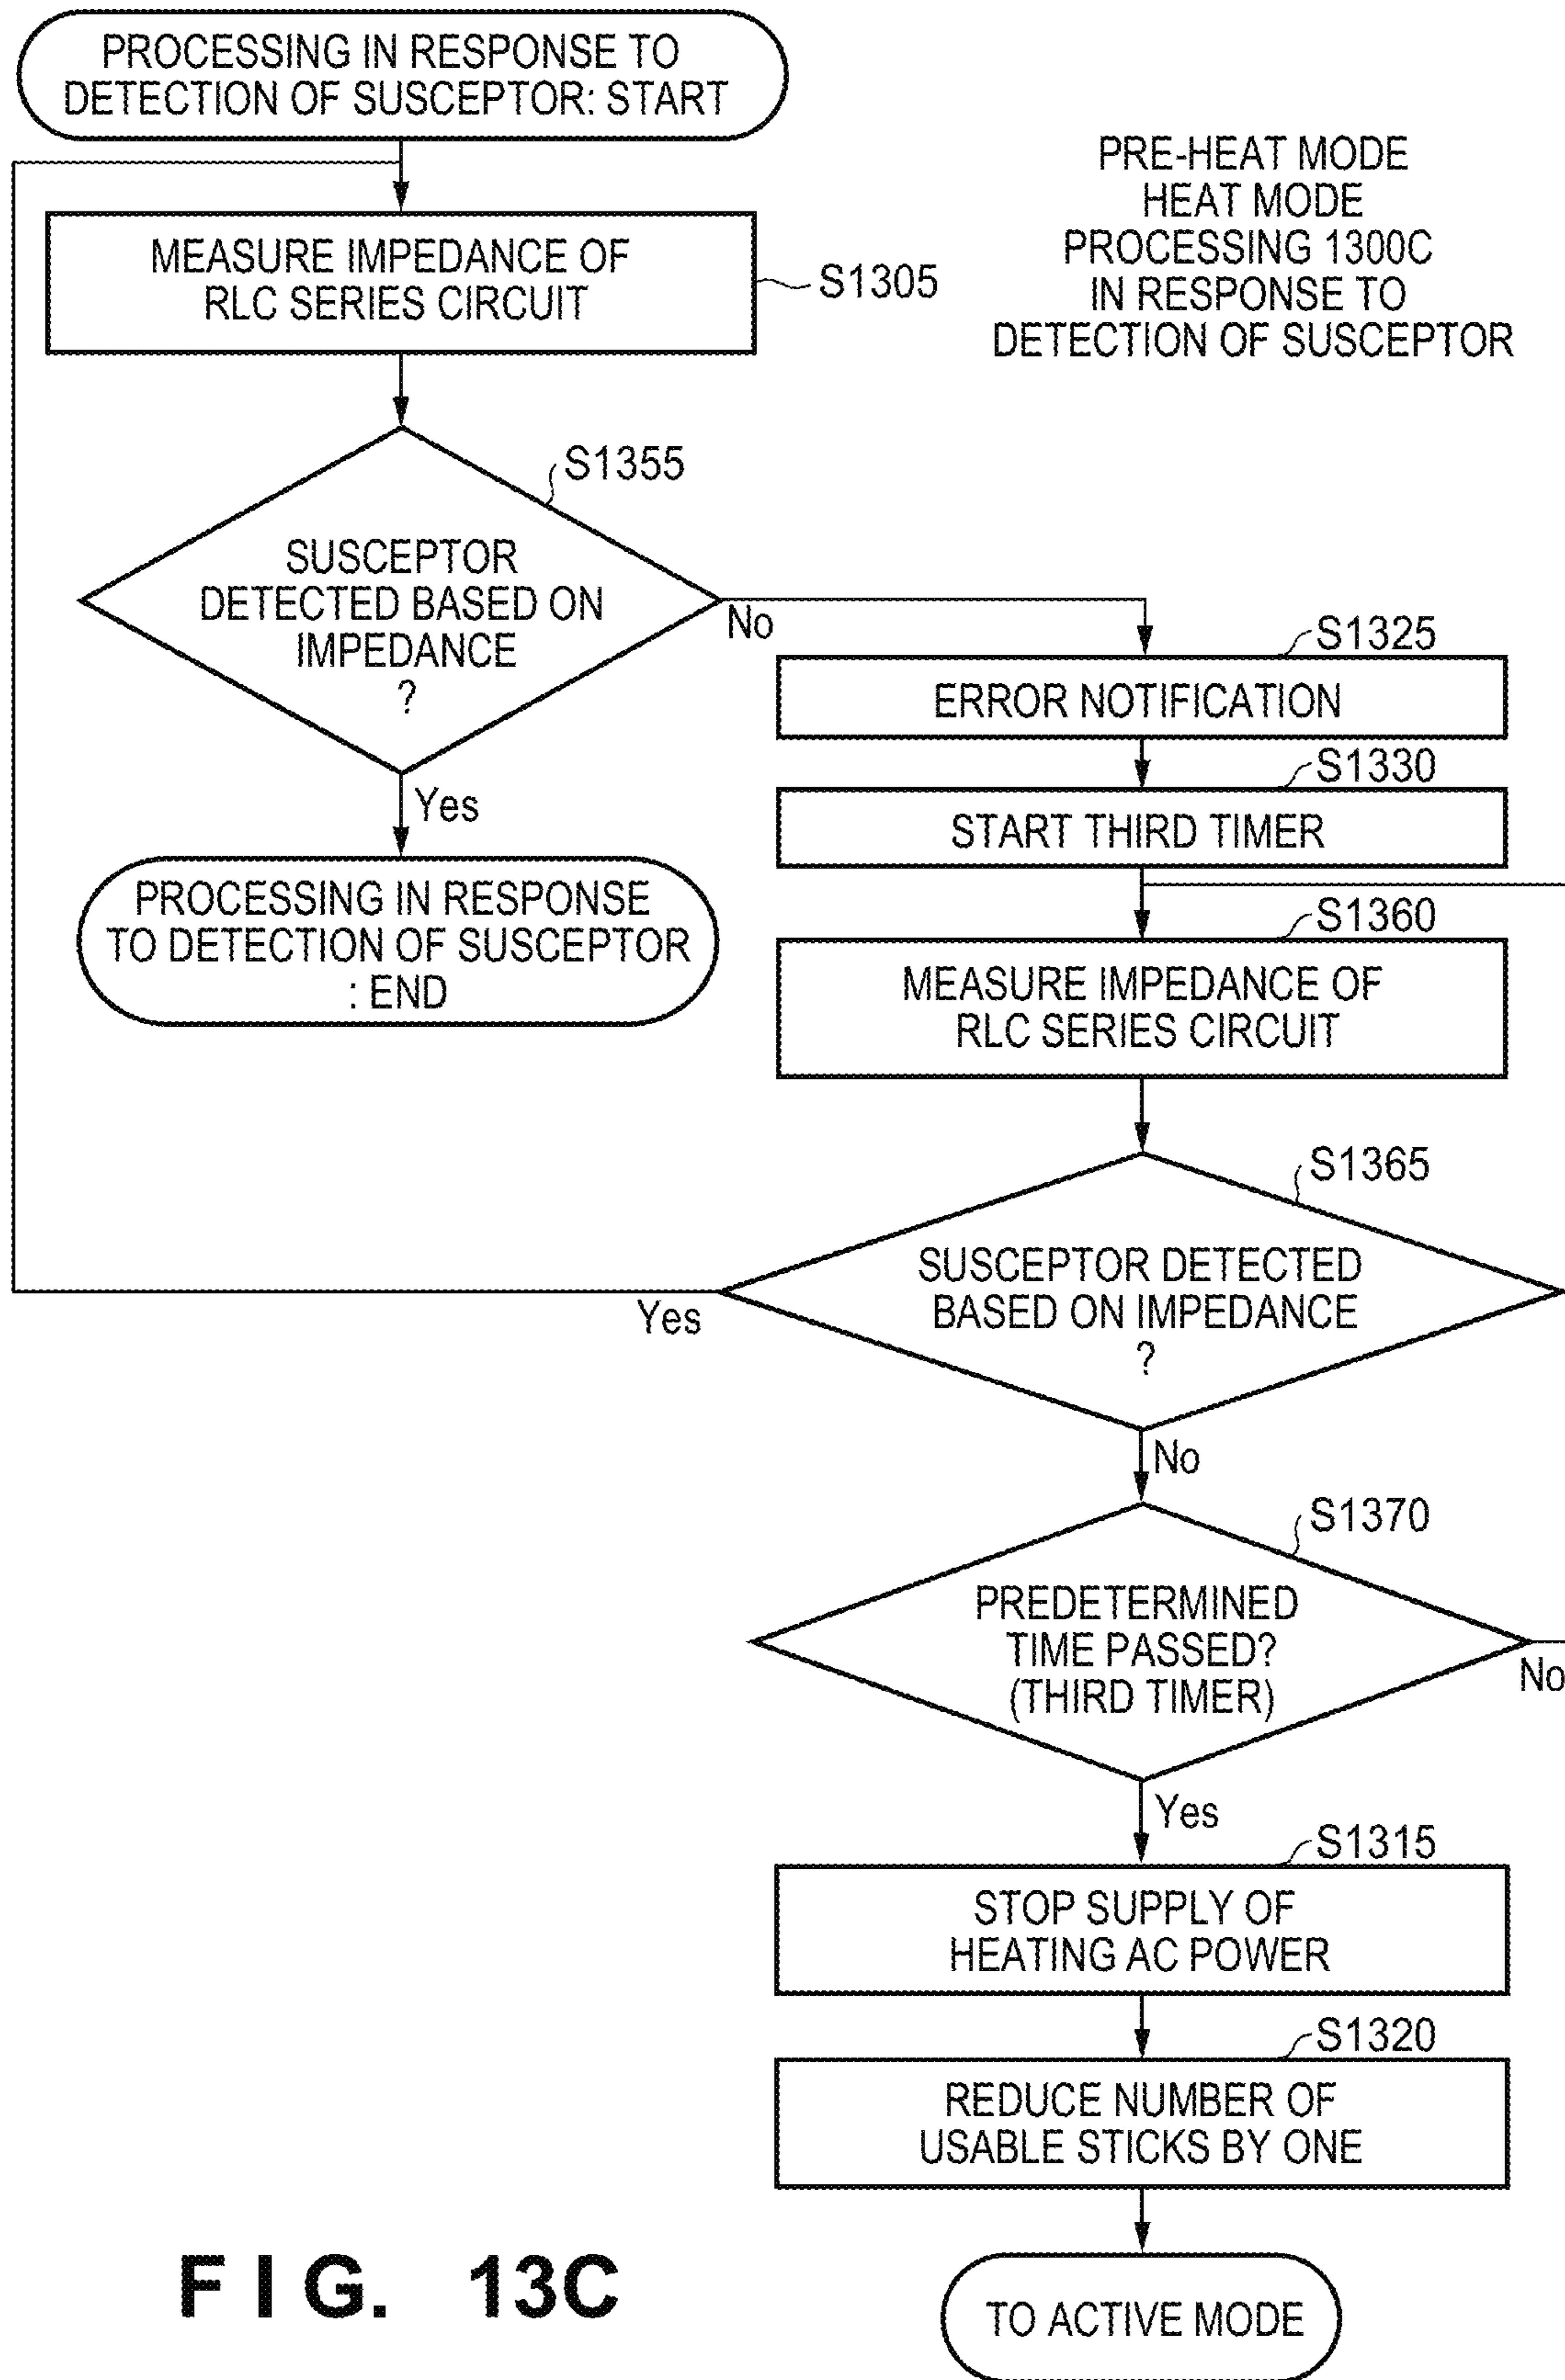 PROCESSING IN RESPONSE TO
DETECTION OF SUSCEPTOR: START
PRE-HEAT MODE
HEAT MODE
PROCESSING 1300C
IN RESPONSE TO
DETECTION OF SUSCEPTOR
MEASURE IMPEDANCE OF
RLC SERIES CIRCUIT
S1305
S1355
SUSCEPTOR
DETECTED BASED ON
IMPEDANCE
?
No
Yes
PROCESSING IN RESPONSE
TO DETECTION OF SUSCEPTOR
: END
S1325
ERROR NOTIFICATION
S1330
START THIRD TIMER
S1360
MEASURE IMPEDANCE OF
RLC SERIES CIRCUIT
S1365
SUSCEPTOR DETECTED
BASED ON IMPEDANCE
?
Yes
No
S1370
PREDETERMINED
TIME PASSED?
(THIRD TIMER)
No
Yes
S1315
STOP SUPPLY OF
HEATING AC POWER
S1320
REDUCE NUMBER OF
USABLE STICKS BY ONE
TO ACTIVE MODE
FIG. 13C